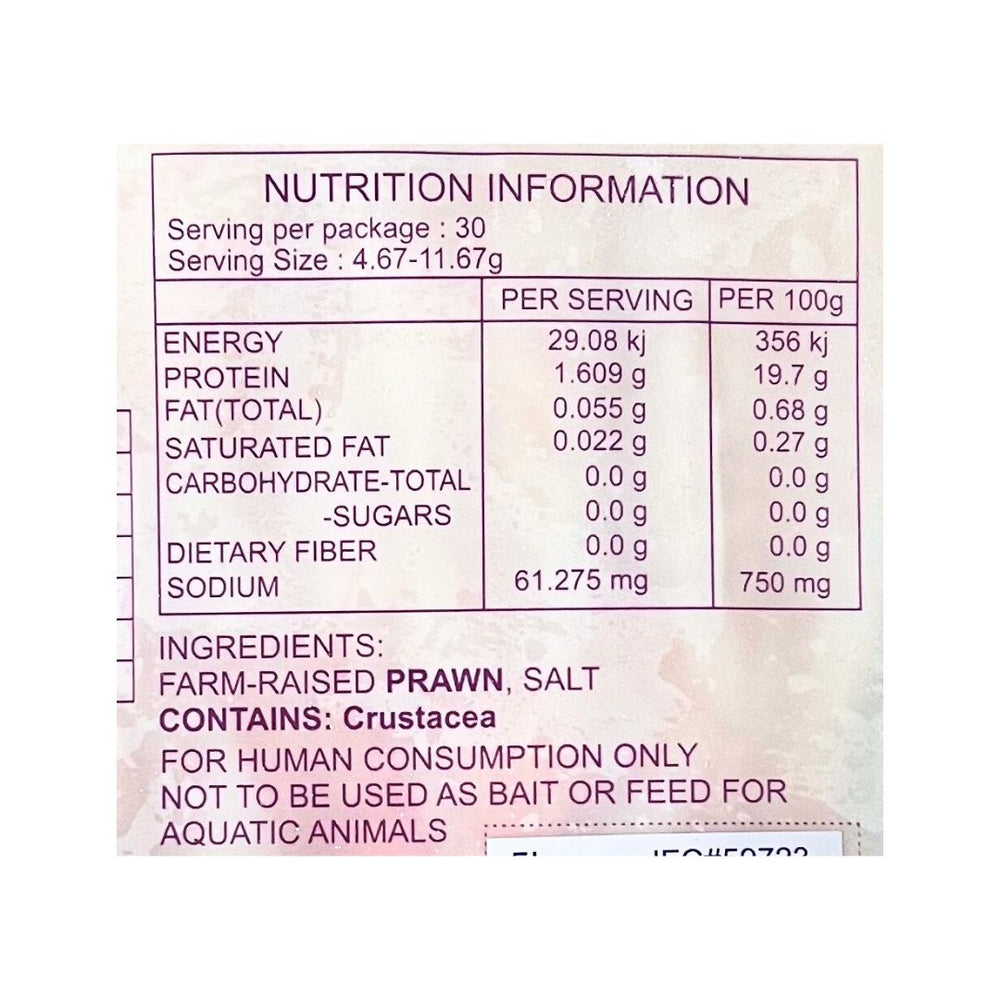 NUTRITION INFORMATION
Serving per package : 30
Serving Size : 4.67-11.67g
PER SERVING PER 100g
ENERGY 29.08 kj 356 kj
PROTEIN 1.609 g 19.7 g
FAT(TOTAL) 0.055 g 0.68 g
SATURATED FAT 0.022 g 0.27 g
CARBOHYDRATE-TOTAL 0.0 g 0.0 g
-SUGARS 0.0 g 0.0 g
DIETARY FIBER 0.0 g 0.0 g
SODIUM 61.275 mg 750 mg
INGREDIENTS:
FARM-RAISED PRAWN, SALT
CONTAINS: Crustacea
FOR HUMAN CONSUMPTION ONLY
NOT TO BE USED AS BAIT OR FEED FOR
AQUATIC ANIMALS